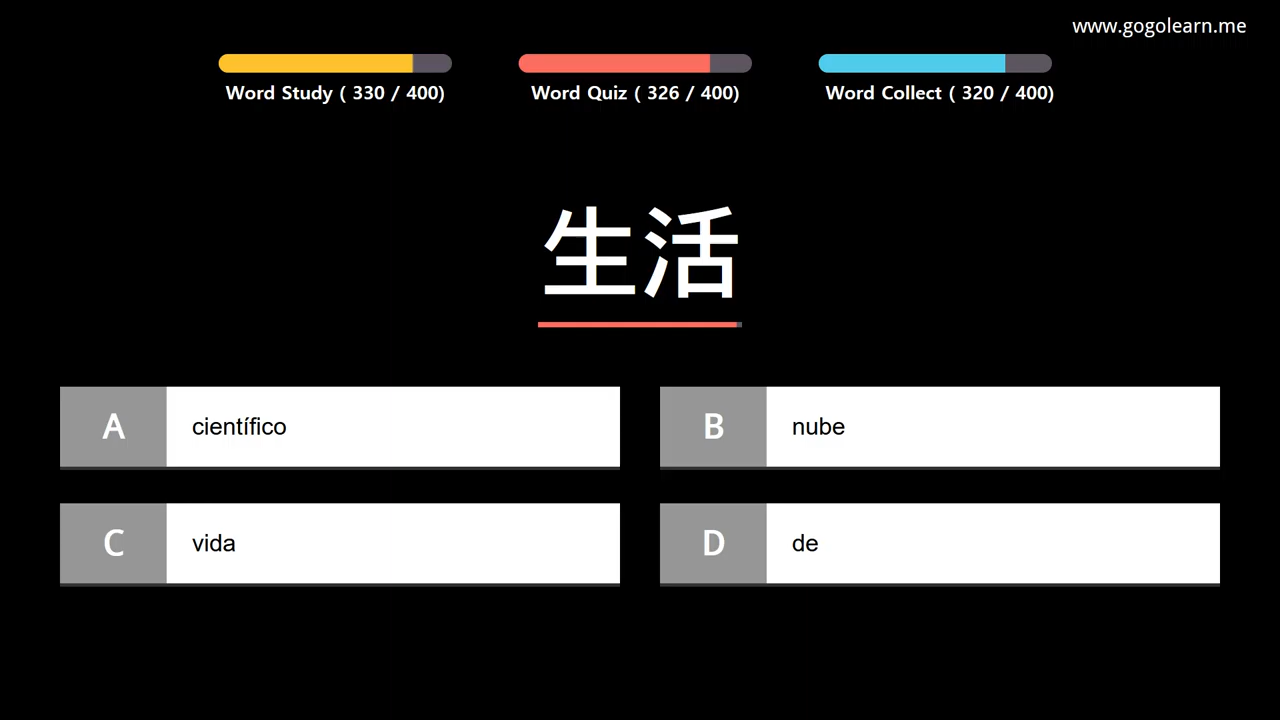 www.gogolearn.me
Word Study ( 330 / 400)
Word Quiz ( 326 / 400)
Word Collect ( 320 / 400)
生活
A
científico
B
nube
C
vida
D
de